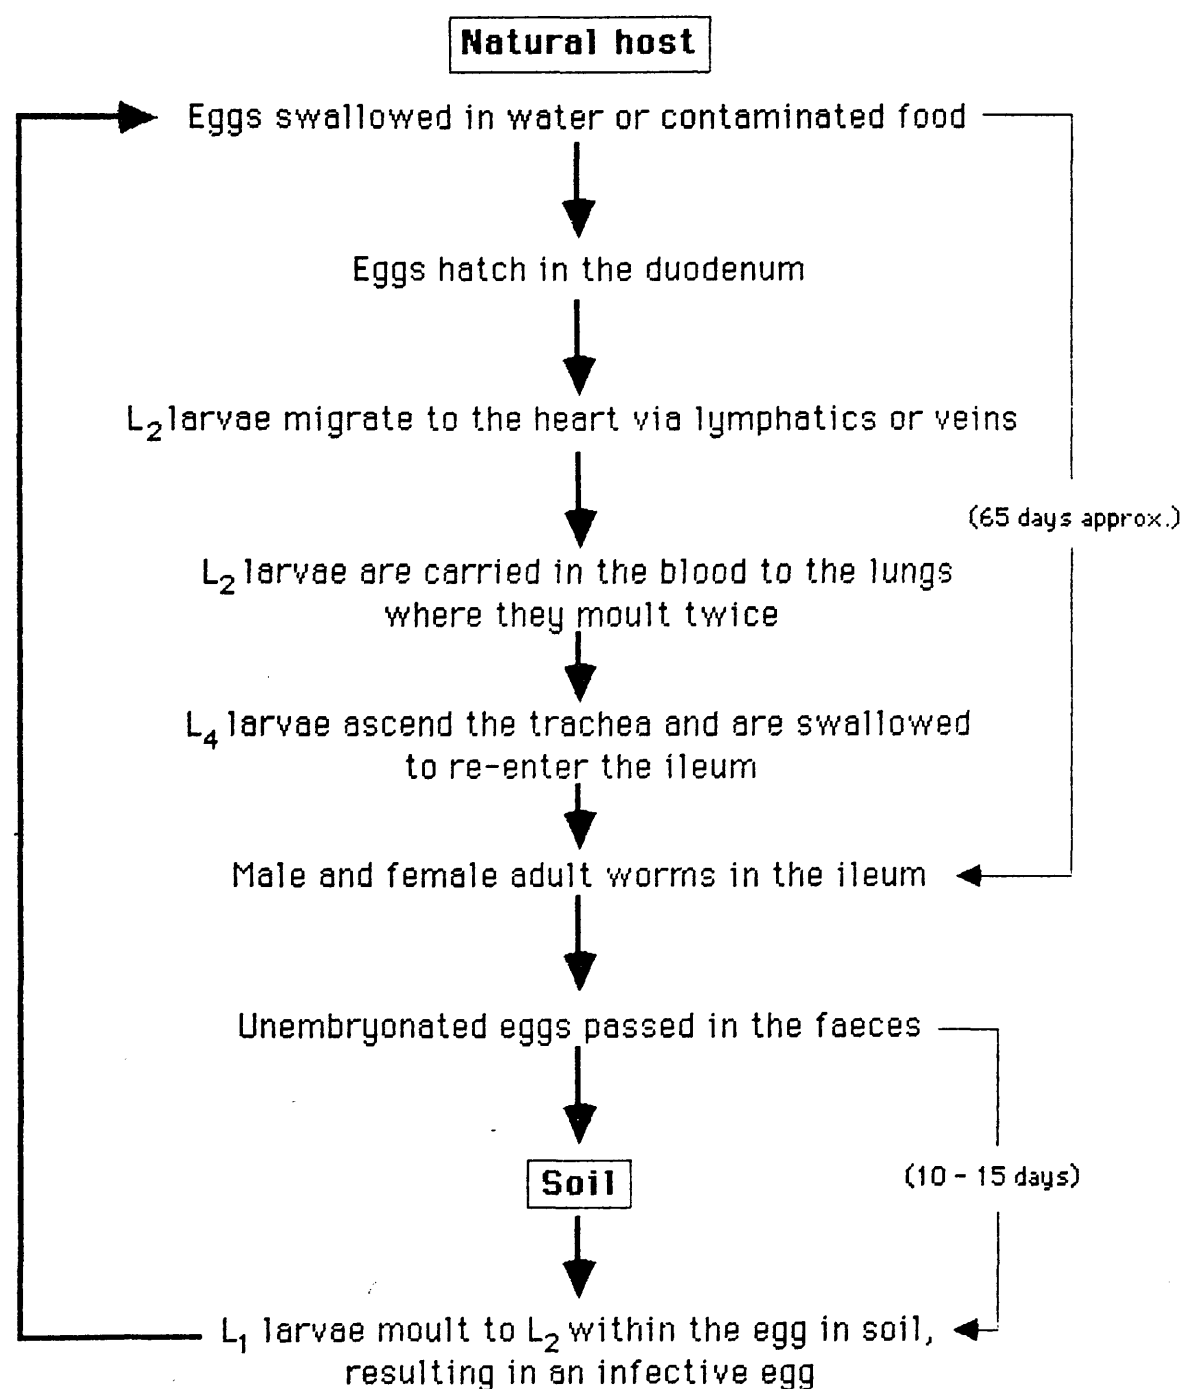 Natural host
Eggs swallowed in water or contaminated food
Eggs hatch in the duodenum
L₂ larvae migrate to the heart via lymphatics or veins
(65 days approx.)
L₂ larvae are carried in the blood to the lungs
where they moult twice
L₄ larvae ascend the trachea and are swallowed
to re-enter the ileum
Male and female adult worms in the ileum
Unembryonated eggs passed in the faeces
Soil
(10 - 15 days)
L₁ larvae moult to L₂ within the egg in soil,
resulting in an infective egg